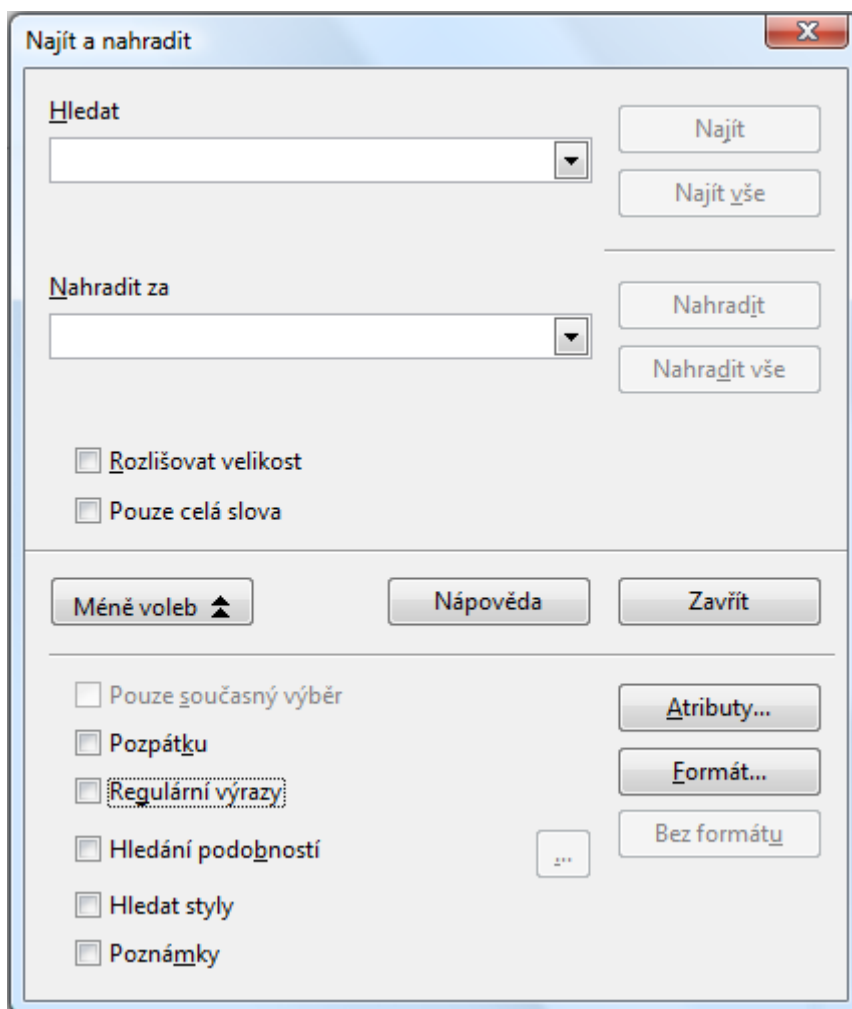 Najít a nahradit
Hledat
Najít
Najít vše
Nahradit za
Nahradit
Nahradit vše
Rozlišovat velikost
Pouze celá slova
Méně voleb
Nápověda
Zavřít
Pouze současný výběr
Atributy...
Pozpátku
Formát...
Regulární výrazy
Bez formátu
Hledání podobností
...
Hledat styly
Poznámky